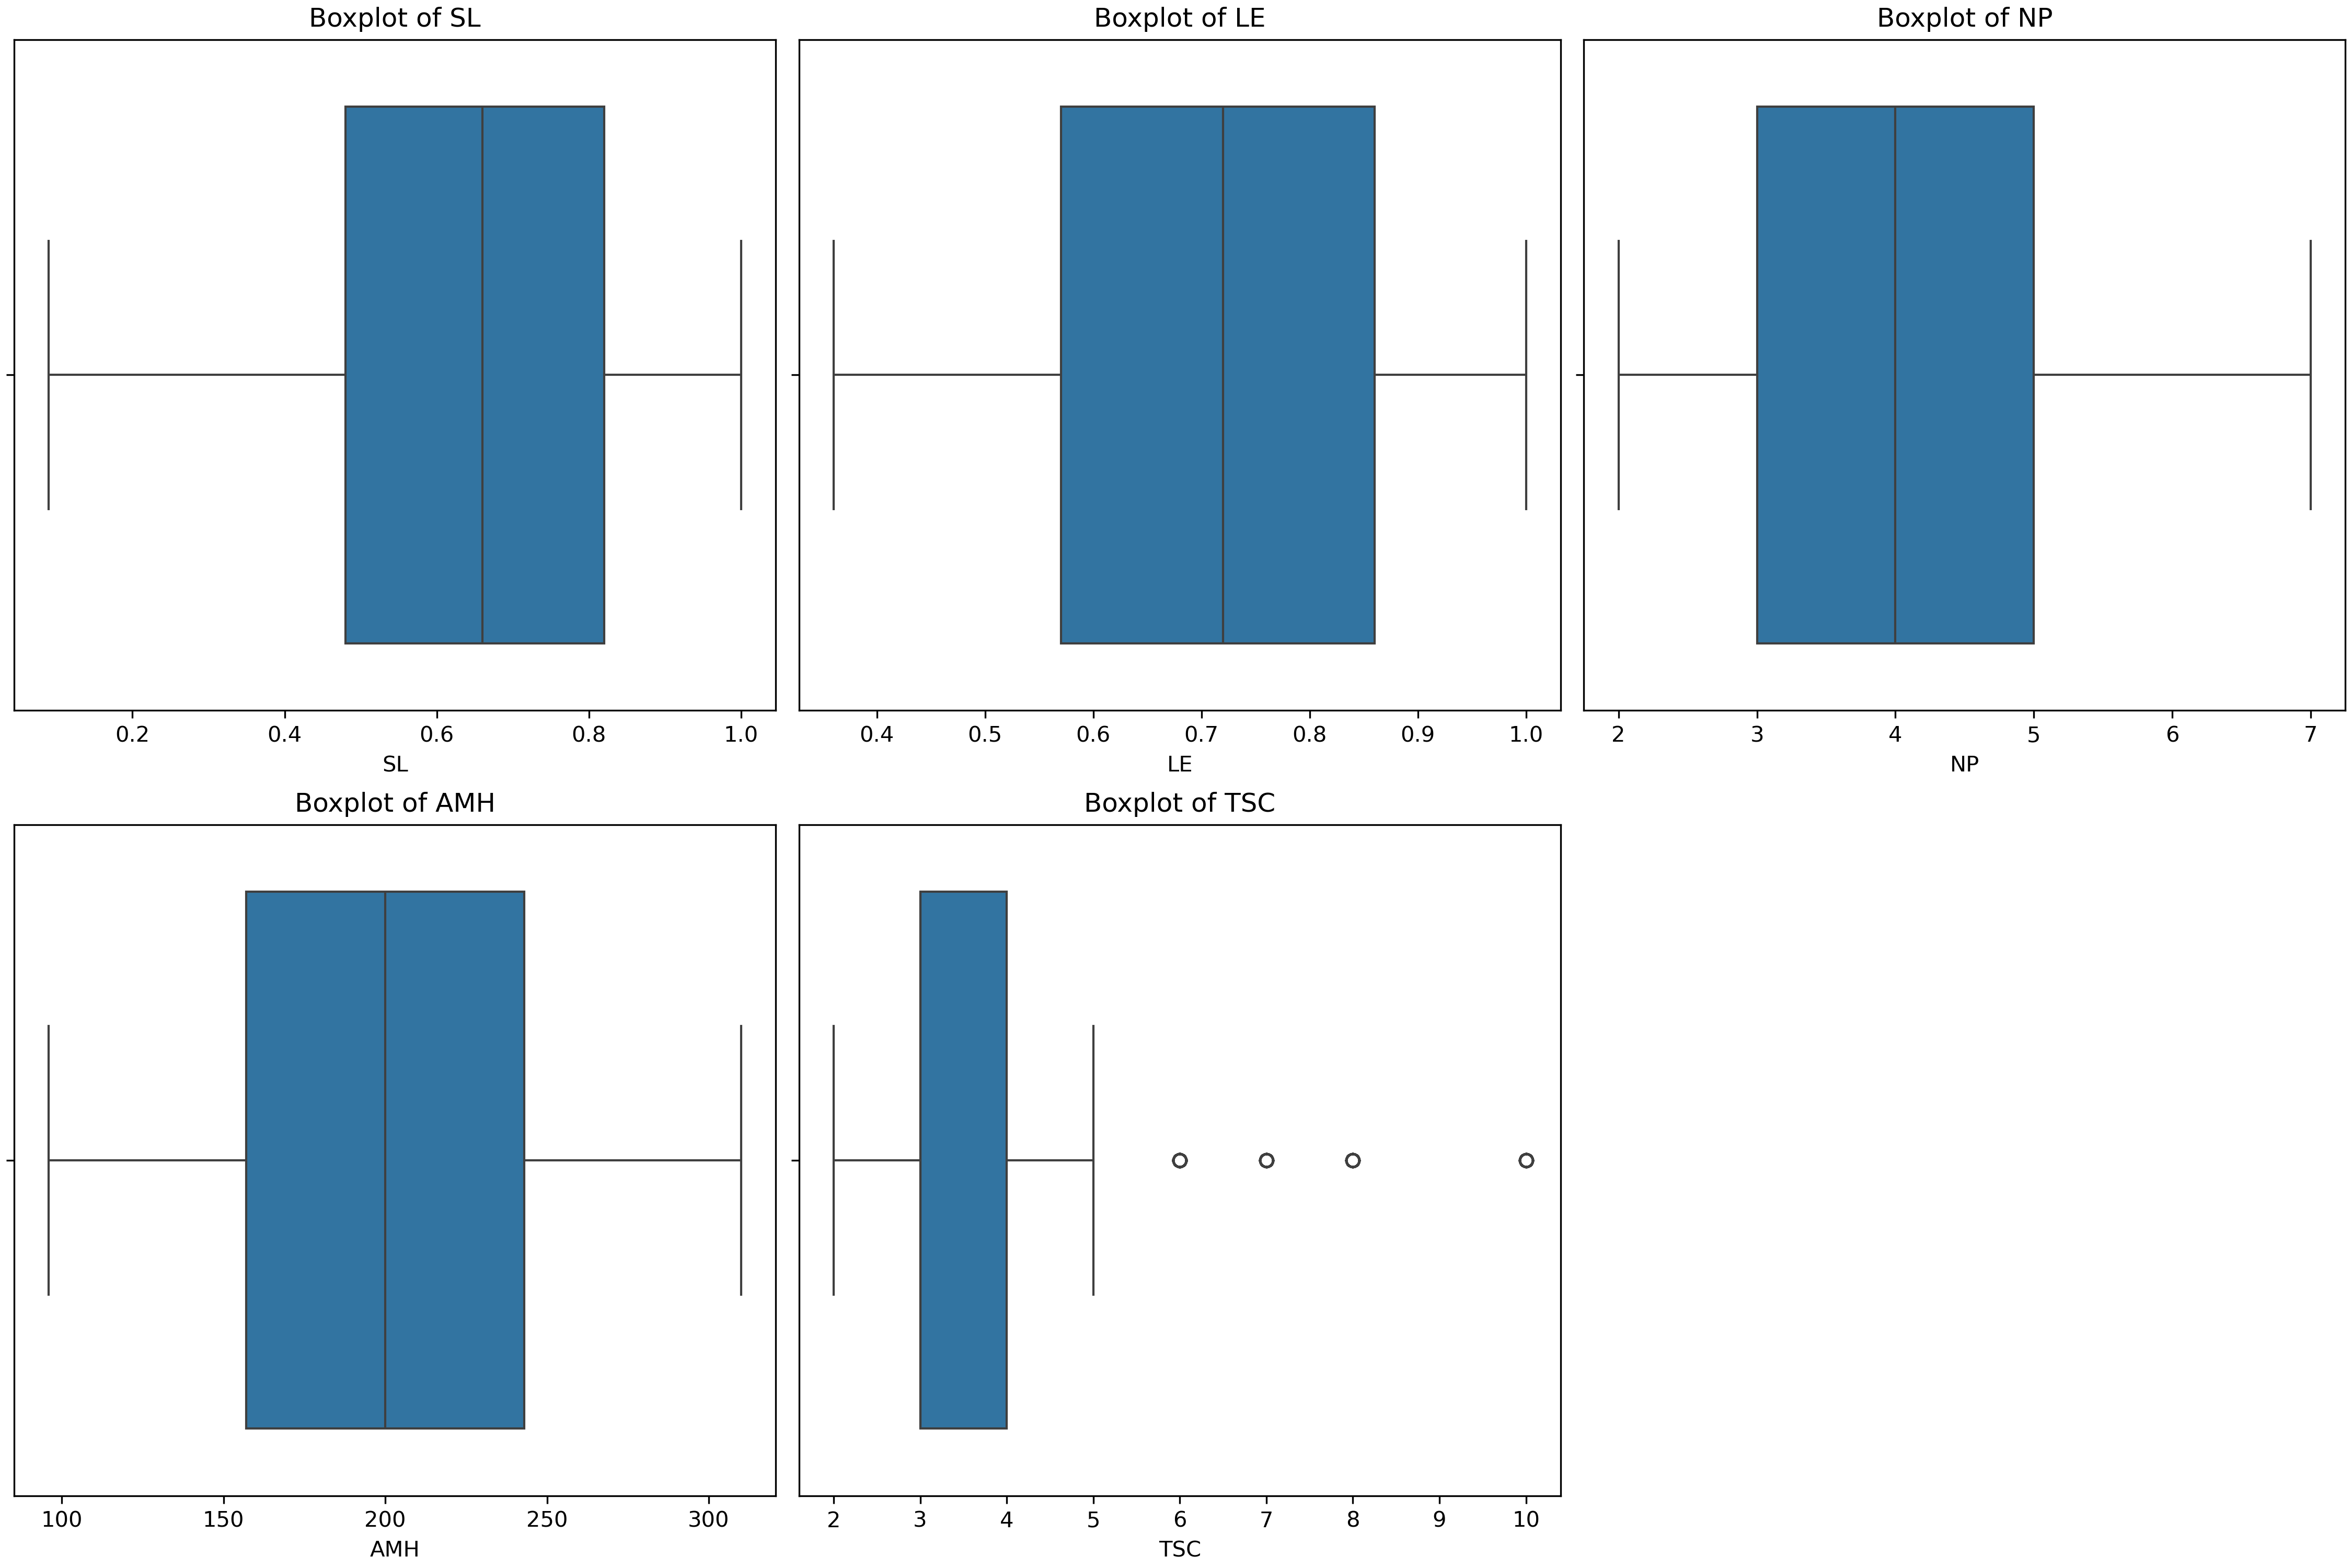 Boxplot of SL
Boxplot of LE
Boxplot of NP
0.2 0.4 0.6 0.8 1.0
SL
0.4 0.5 0.6 0.7 0.8 0.9 1.0
LE
2 3 4 5 6 7
NP
Boxplot of AMH
Boxplot of TSC
100 150 200 250 300
AMH
2 3 4 5 6 7 8 9 10
TSC